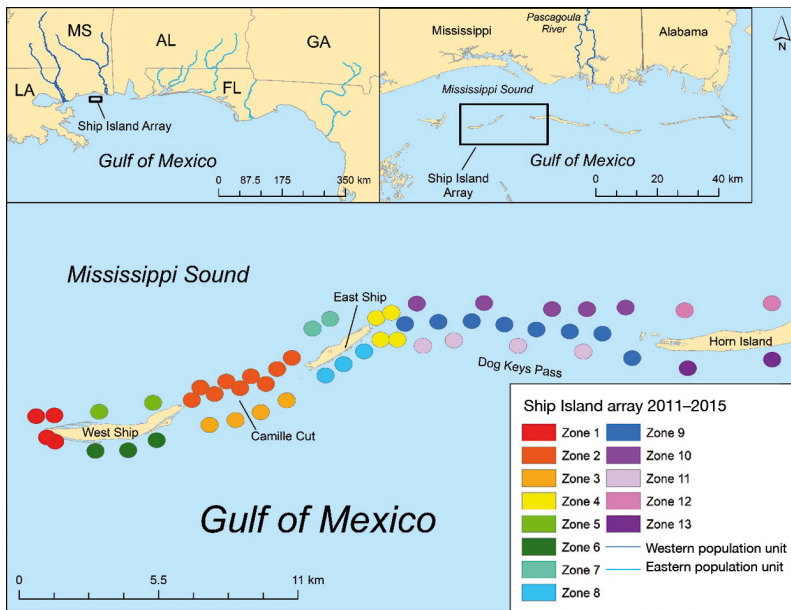 MS
AL
GA
LA
FL
Ship Island
Array
Gulf of Mexico
0 87.5 175 350 km
Mississippi
Pascagoula
River
Alabama
N
Mississippi Sound
Gulf of Mexico
Ship Island
Array
0 20 40 km
Mississippi Sound
East Ship
Horn Island
Dog Keys Pass
West Ship
Camille Cut
Gulf of Mexico
0 5.5 11 km
Ship Island array 2011–2015
Zone 1
Zone 2
Zone 3
Zone 4
Zone 5
Zone 6
Zone 7
Zone 8
Zone 9
Zone 10
Zone 11
Zone 12
Zone 13
Western population unit
Eastern population unit